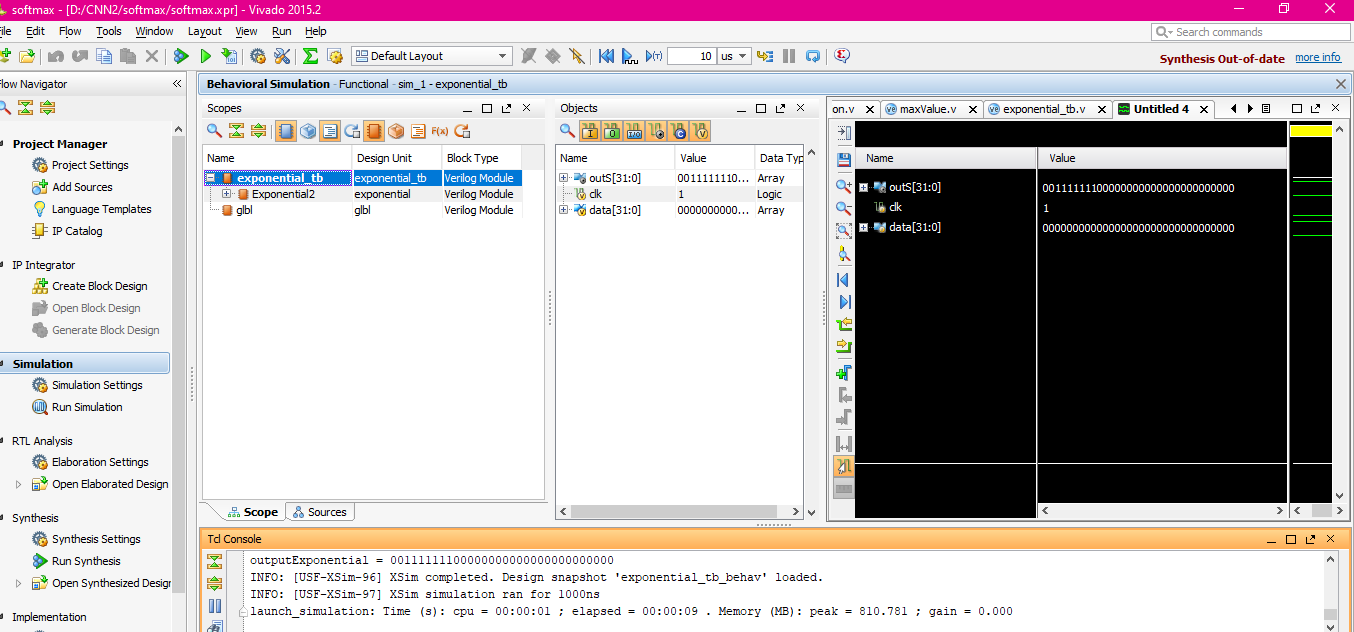 softmax - [D:/CNN2/softmax/softmax.xpr] - Vivado 2015.2
ile Edit Flow Tools Window Layout View Run Help
Search commands
Default Layout
10 us
Synthesis Out-of-date more info
low Navigator
Behavioral Simulation - Functional - sim_1 - exponential_tb
Project Manager
Project Settings
Add Sources
Language Templates
IP Catalog
IP Integrator
Create Block Design
Open Block Design
Generate Block Design
Simulation
Simulation Settings
Run Simulation
RTL Analysis
Elaboration Settings
Open Elaborated Design
Synthesis
Synthesis Settings
Run Synthesis
Open Synthesized Design
Implementation
Scopes
Name Design Unit Block Type
exponential_tb exponential_tb Verilog Module
Exponential2 exponential Verilog Module
glbl glbl Verilog Module
Scope Sources
Objects
Name Value Data Typ
outS[31:0] 0011111110... Array
clk 1 Logic
data[31:0] 0000000000... Array
on.v maxValue.v exponential_tb.v Untitled 4
Name Value
outS[31:0] 00111111100000000000000000000000
clk 1
data[31:0] 00000000000000000000000000000000
Tcl Console
outputExponential = 00111111100000000000000000000000
INFO: [USF-XSim-96] XSim completed. Design snapshot 'exponential_tb_behav' loaded.
INFO: [USF-XSim-97] XSim simulation ran for 1000ns
launch_simulation: Time (s): cpu = 00:00:01 ; elapsed = 00:00:09 . Memory (MB): peak = 810.781 ; gain = 0.000